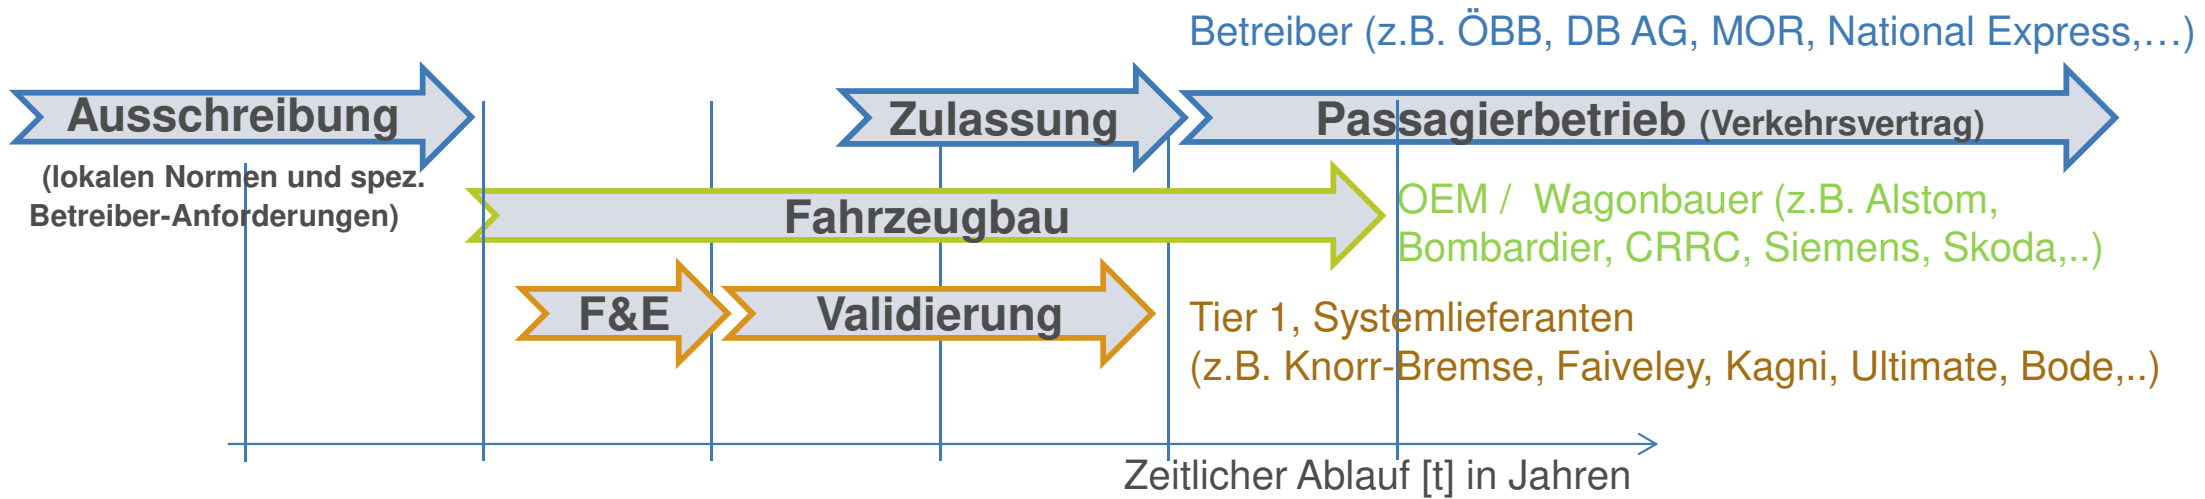 Betreiber (z.B. ÖBB, DB AG, MOR, National Express,…)
Ausschreibung
Zulassung
Passagierbetrieb (Verkehrsvertrag)
(lokalen Normen und spez.
Betreiber-Anforderungen)
Fahrzeugbau
OEM / Wagonbauer (z.B. Alstom,
Bombardier, CRRC, Siemens, Skoda,..)
F&E
Validierung
Tier 1, Systemlieferanten
(z.B. Knorr-Bremse, Faiveley, Kagni, Ultimate, Bode,..)
Zeitlicher Ablauf [t] in Jahren